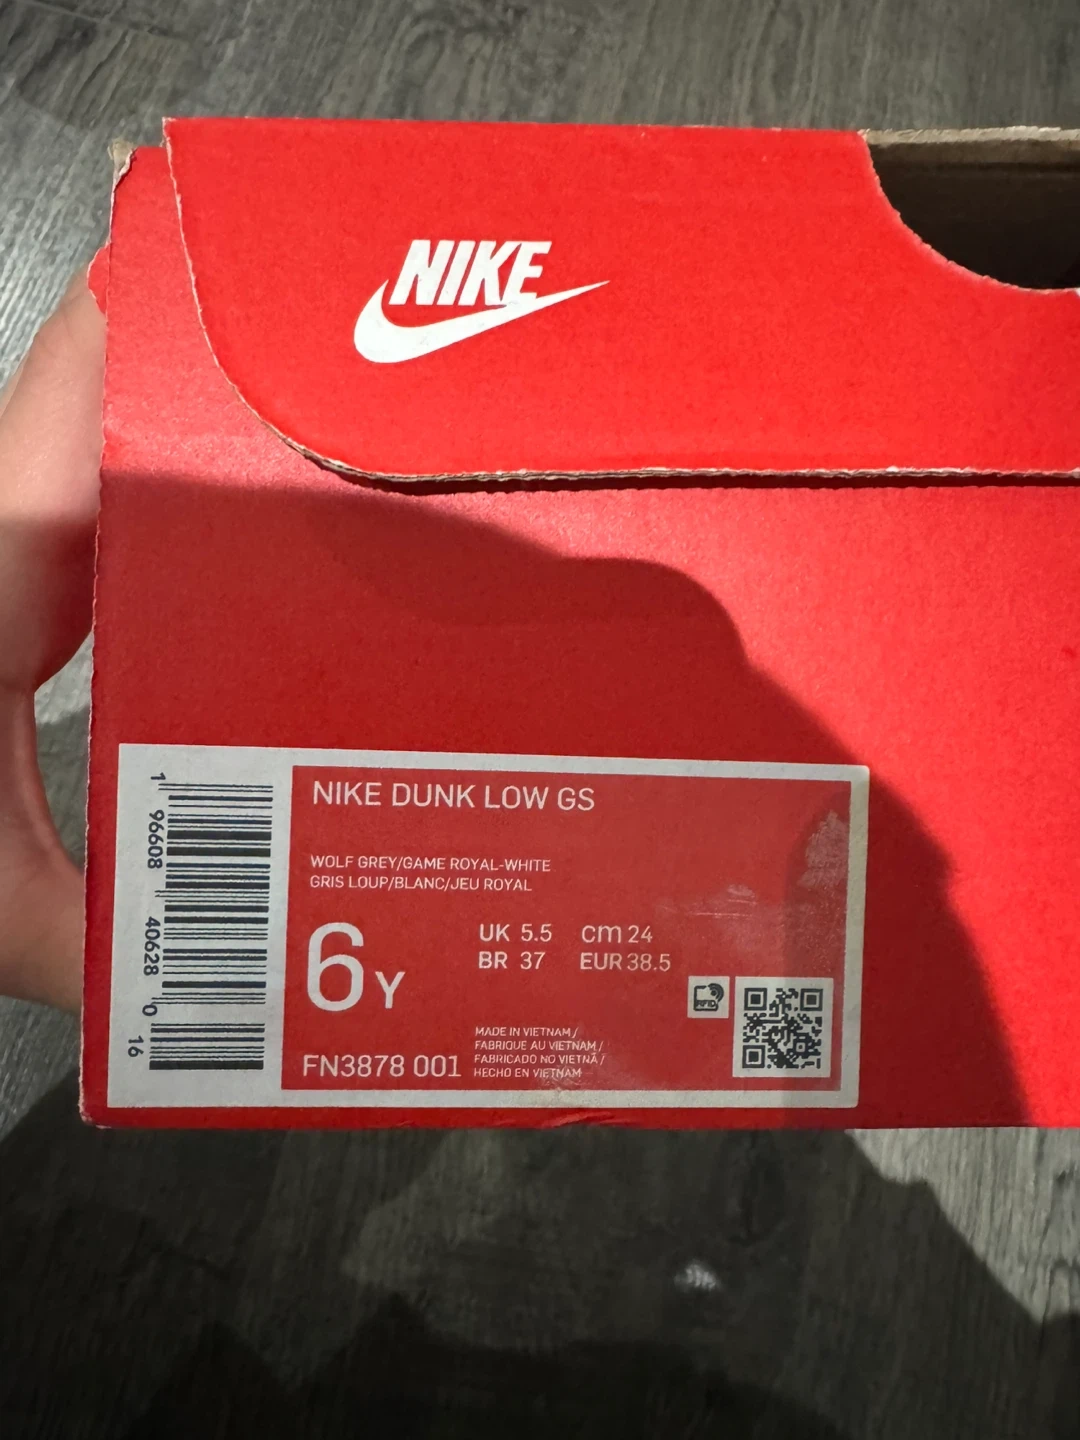 NIKE
NIKE DUNK LOW GS
WOLF GREY/GAME ROYAL-WHITE
GRIS LOUP/BLANC/JEU ROYAL
6Y
UK 5.5 cm 24
BR 37 EUR 38.5
MADE IN VIETNAM/
FABRIQUE AU VIETNAM/
FABRICADO NO VIETNÃ/
HECHO EN VIETNAM
FN3878 001
RFID
1 96608 40628 0 16